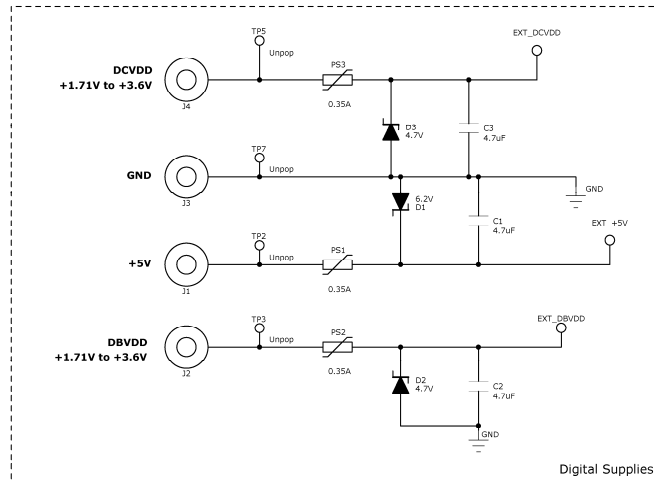 TP5
Unpop
EXT_DCVDD
DCVDD
+1.71V to +3.6V
J4
PS3
0.35A
D3
4.7V
C3
4.7uF
TP7
Unpop
GND
J3
GND
6.2V
D1
C1
4.7uF
EXT +5V
TP2
Unpop
PS1
+5V
J1
0.35A
TP3
Unpop
PS2
EXT_DBVDD
DBVDD
+1.71V to +3.6V
J2
0.35A
D2
4.7V
C2
4.7uF
GND
Digital Supplies